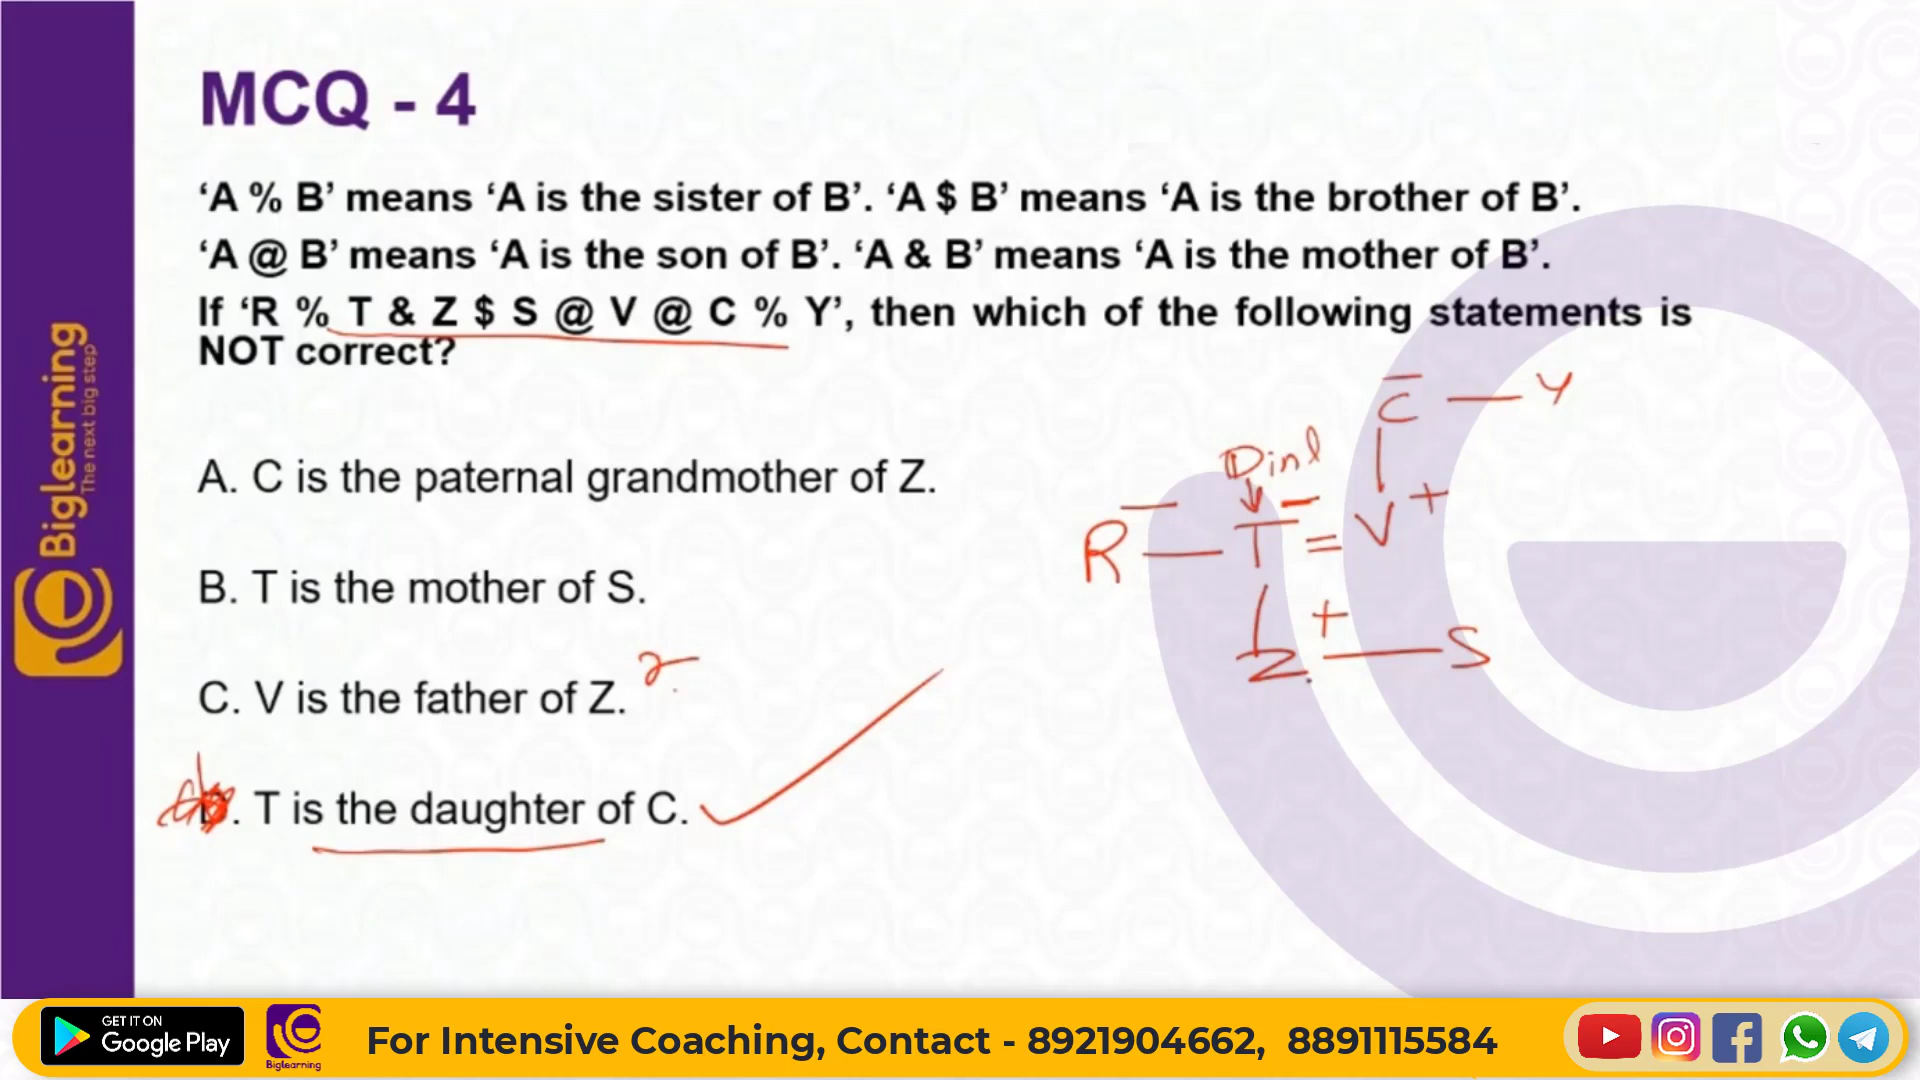 MCQ - 4
‘A % B’ means ‘A is the sister of B’. ‘A $ B’ means ‘A is the brother of B’.
‘A @ B’ means ‘A is the son of B’. ‘A & B’ means ‘A is the mother of B’.
If ‘R % T & Z $ S @ V @ C % Y’, then which of the following statements is
NOT correct?
A. C is the paternal grandmother of Z.
B. T is the mother of S.
C. V is the father of Z.
. T is the daughter of C.
C — Y
Dinl
R — T = V +
+
Z — S
Biglearning
The next big step
GET IT ON
Google Play
Biglearning
For Intensive Coaching, Contact - 8921904662, 8891115584